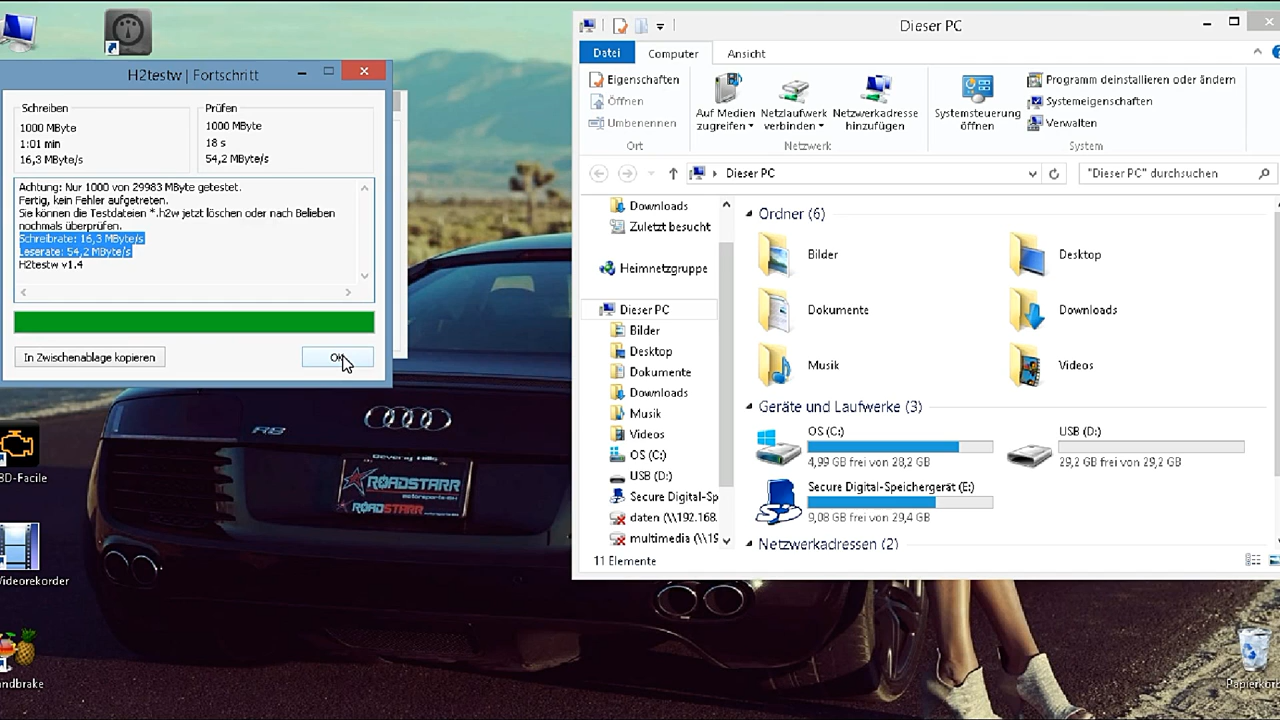 H2testw | Fortschritt
Schreiben
1000 MByte
1:01 min
16,3 MByte/s
Prüfen
1000 MByte
18 s
54,2 MByte/s
Achtung: Nur 1000 von 29983 MByte getestet.
Fertig, kein Fehler aufgetreten.
Sie können die Testdateien *.h2w jetzt löschen oder nach Belieben
nochmals überprüfen.
Schreibrate: 16,3 MByte/s
Leserate: 54,2 MByte/s
H2testw v1.4
In Zwischenablage kopieren
OK
Dieser PC
Datei
Computer
Ansicht
Eigenschaften
Öffnen
Umbenennen
Ort
Auf Medien
zugreifen
Netzlaufwerk
verbinden
Netzwerkadresse
hinzufügen
Netzwerk
Systemsteuerung
öffnen
Programm deinstallieren oder ändern
Systemeigenschaften
Verwalten
System
Dieser PC
"Dieser PC" durchsuchen
Downloads
Zuletzt besucht
Heimnetzgruppe
Dieser PC
Bilder
Desktop
Dokumente
Downloads
Musik
Videos
OS (C:)
USB (D:)
Secure Digital-Sp
daten (\\192.168.
multimedia (\\19
Ordner (6)
Bilder
Desktop
Dokumente
Downloads
Musik
Videos
Geräte und Laufwerke (3)
OS (C:)
4,99 GB frei von 28,2 GB
USB (D:)
29,2 GB frei von 29,2 GB
Secure Digital-Speichergerät (E:)
9,08 GB frei von 29,4 GB
Netzwerkadressen (2)
11 Elemente
BD-Facile
Videorekorder
ndbrake
Papierkorb
R8
Beverly Hills
ROADSTARR
ROADSTARR